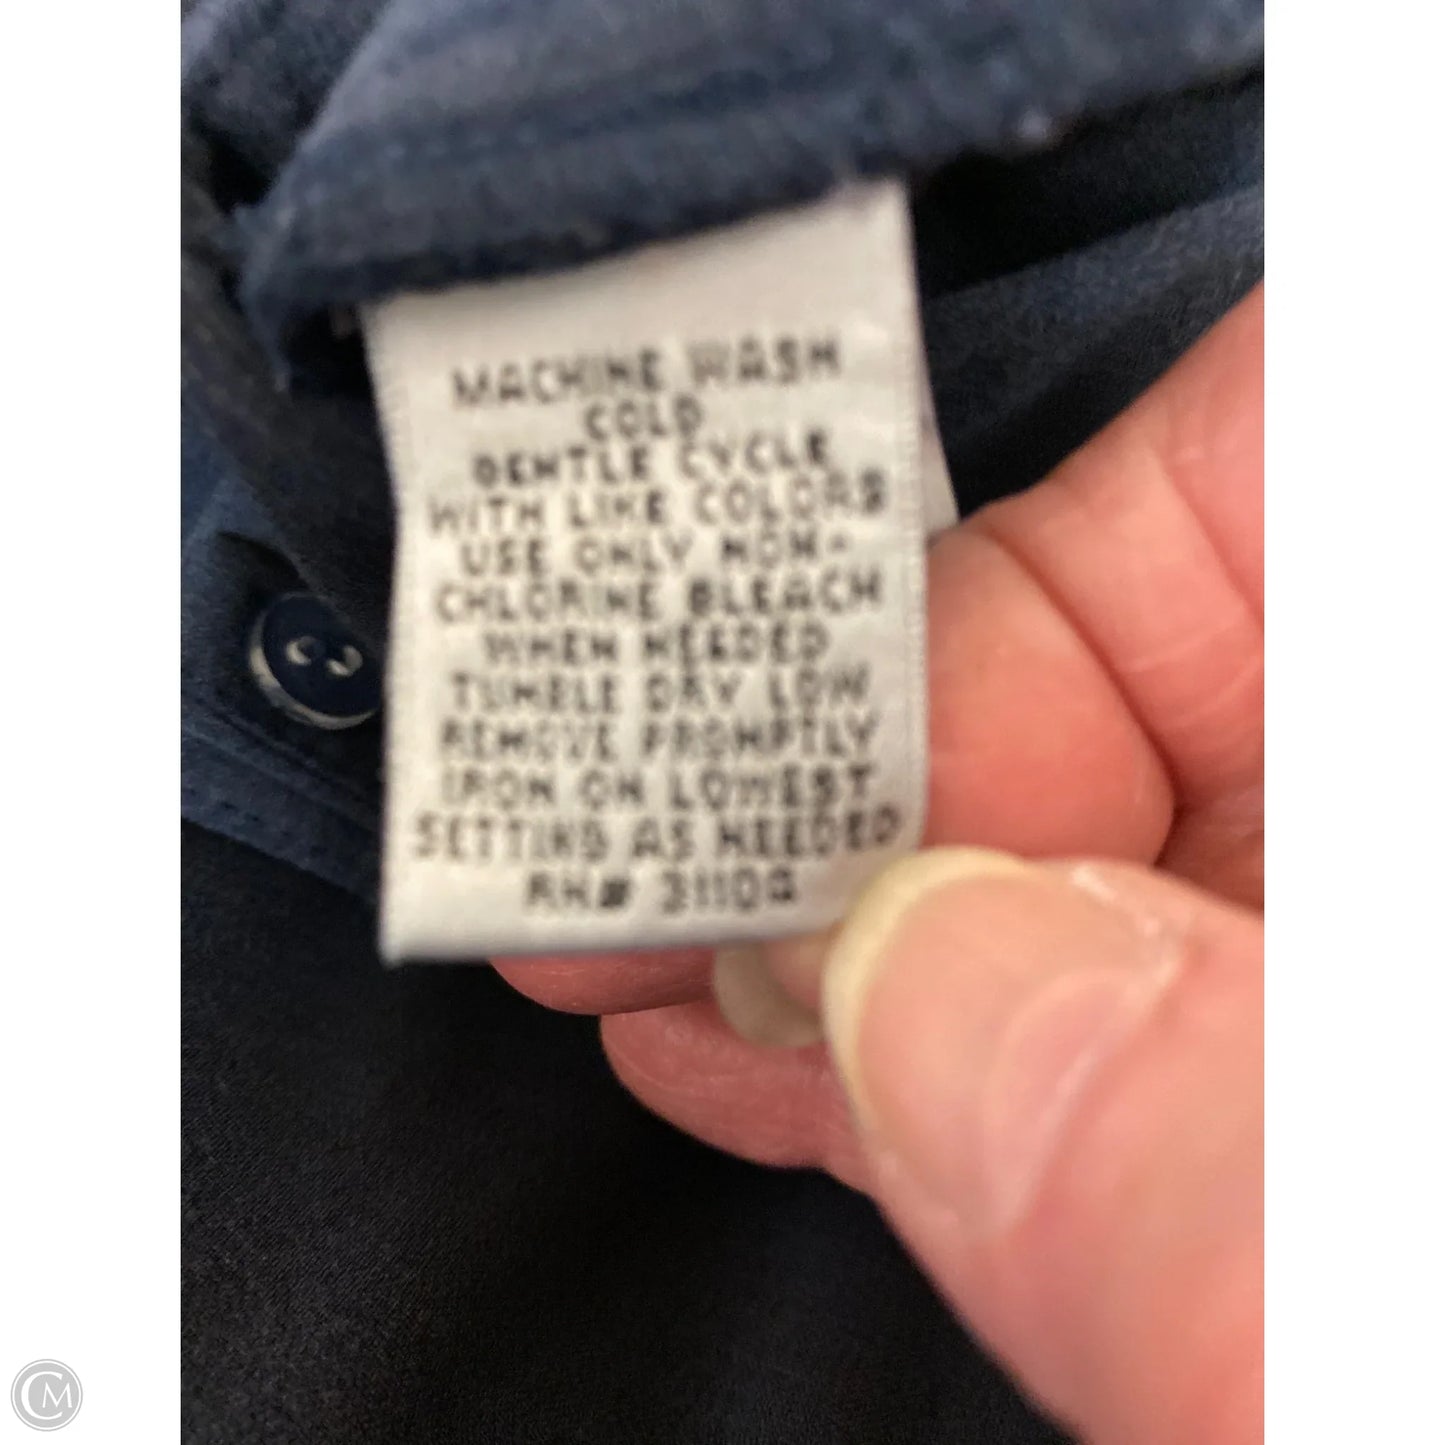 MACHINE WASH
COLD
GENTLE CYCLE
WITH LIKE COLORS
USE ONLY NON-
CHLORINE BLEACH
WHEN NEEDED
TUMBLE DRY LOW
REMOVE PROMPTLY
IRON ON LOWEST
SETTING AS NEEDED
RN#
CM